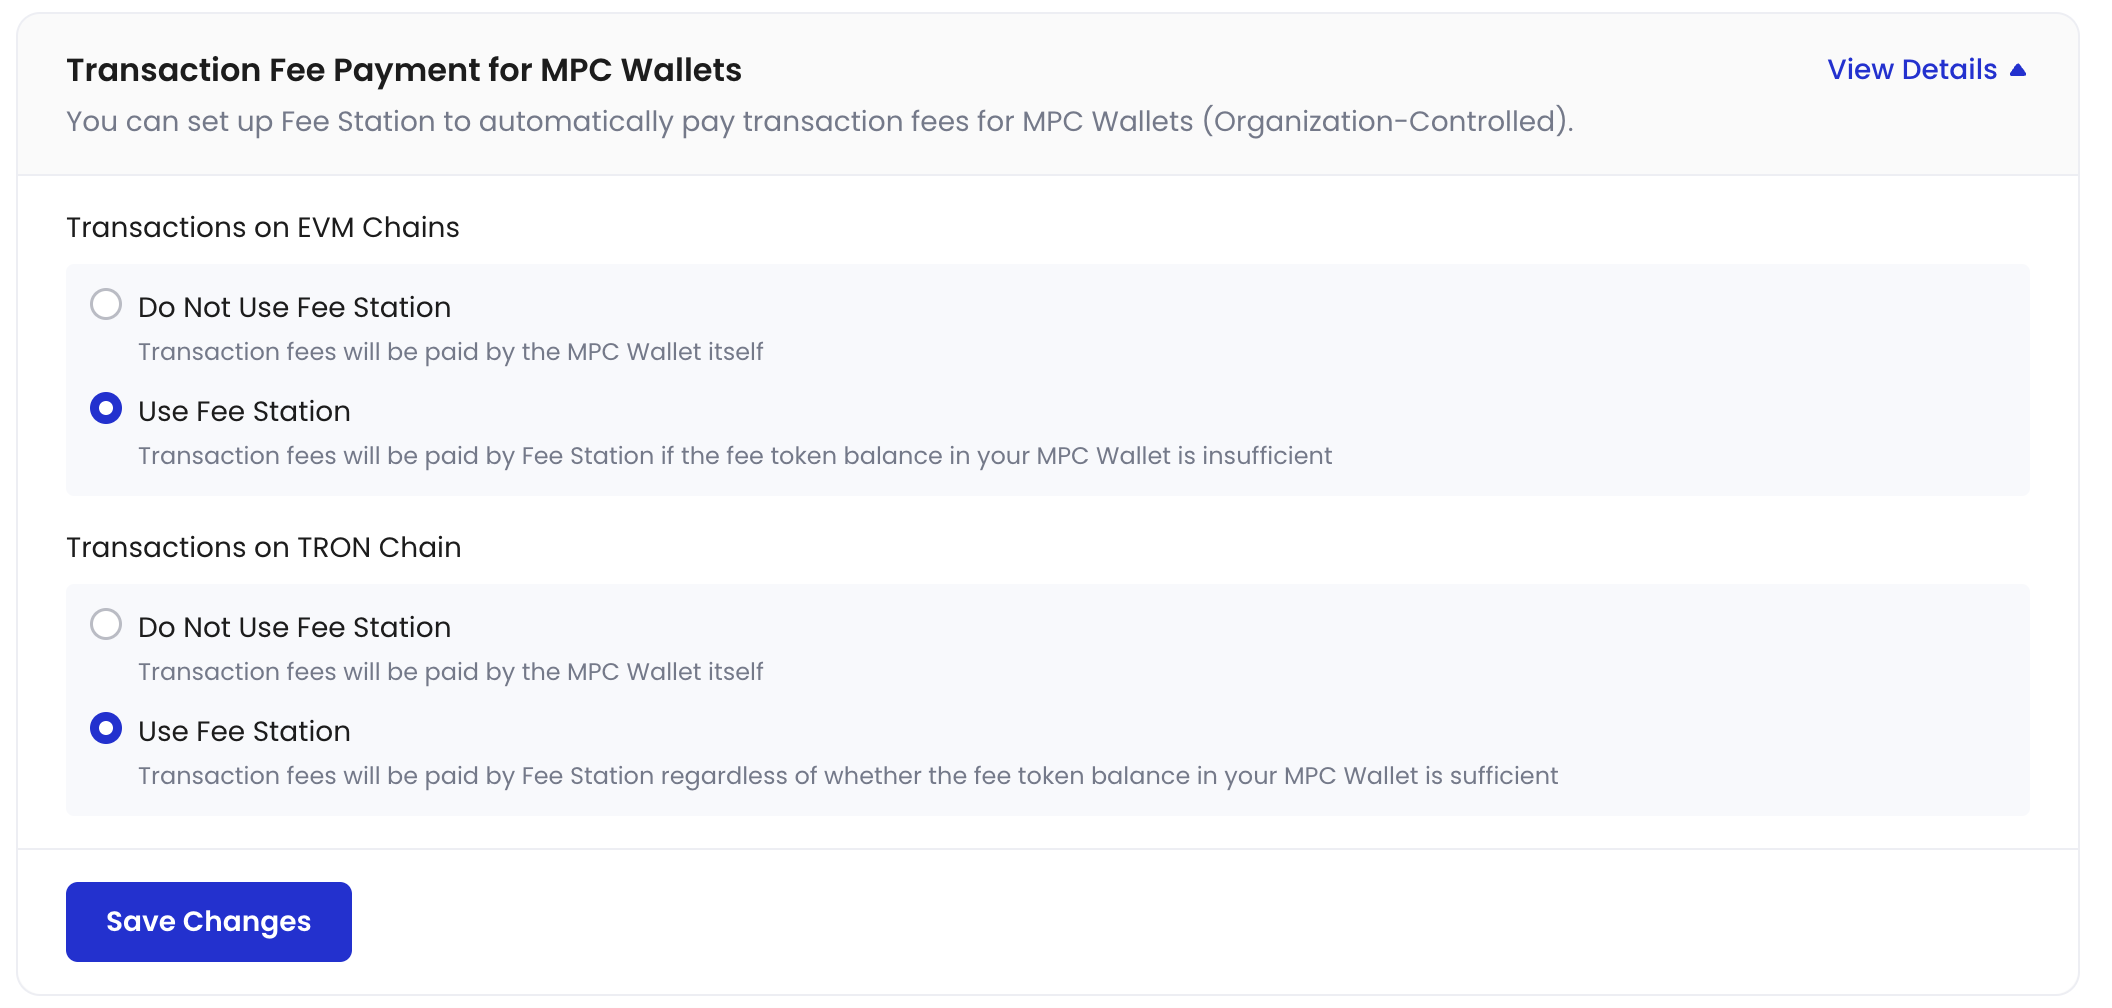 Transaction Fee Payment for MPC Wallets
View Details
You can set up Fee Station to automatically pay transaction fees for MPC Wallets (Organization-Controlled).
Transactions on EVM Chains
Do Not Use Fee Station
Transaction fees will be paid by the MPC Wallet itself
Use Fee Station
Transaction fees will be paid by Fee Station if the fee token balance in your MPC Wallet is insufficient
Transactions on TRON Chain
Do Not Use Fee Station
Transaction fees will be paid by the MPC Wallet itself
Use Fee Station
Transaction fees will be paid by Fee Station regardless of whether the fee token balance in your MPC Wallet is sufficient
Save Changes